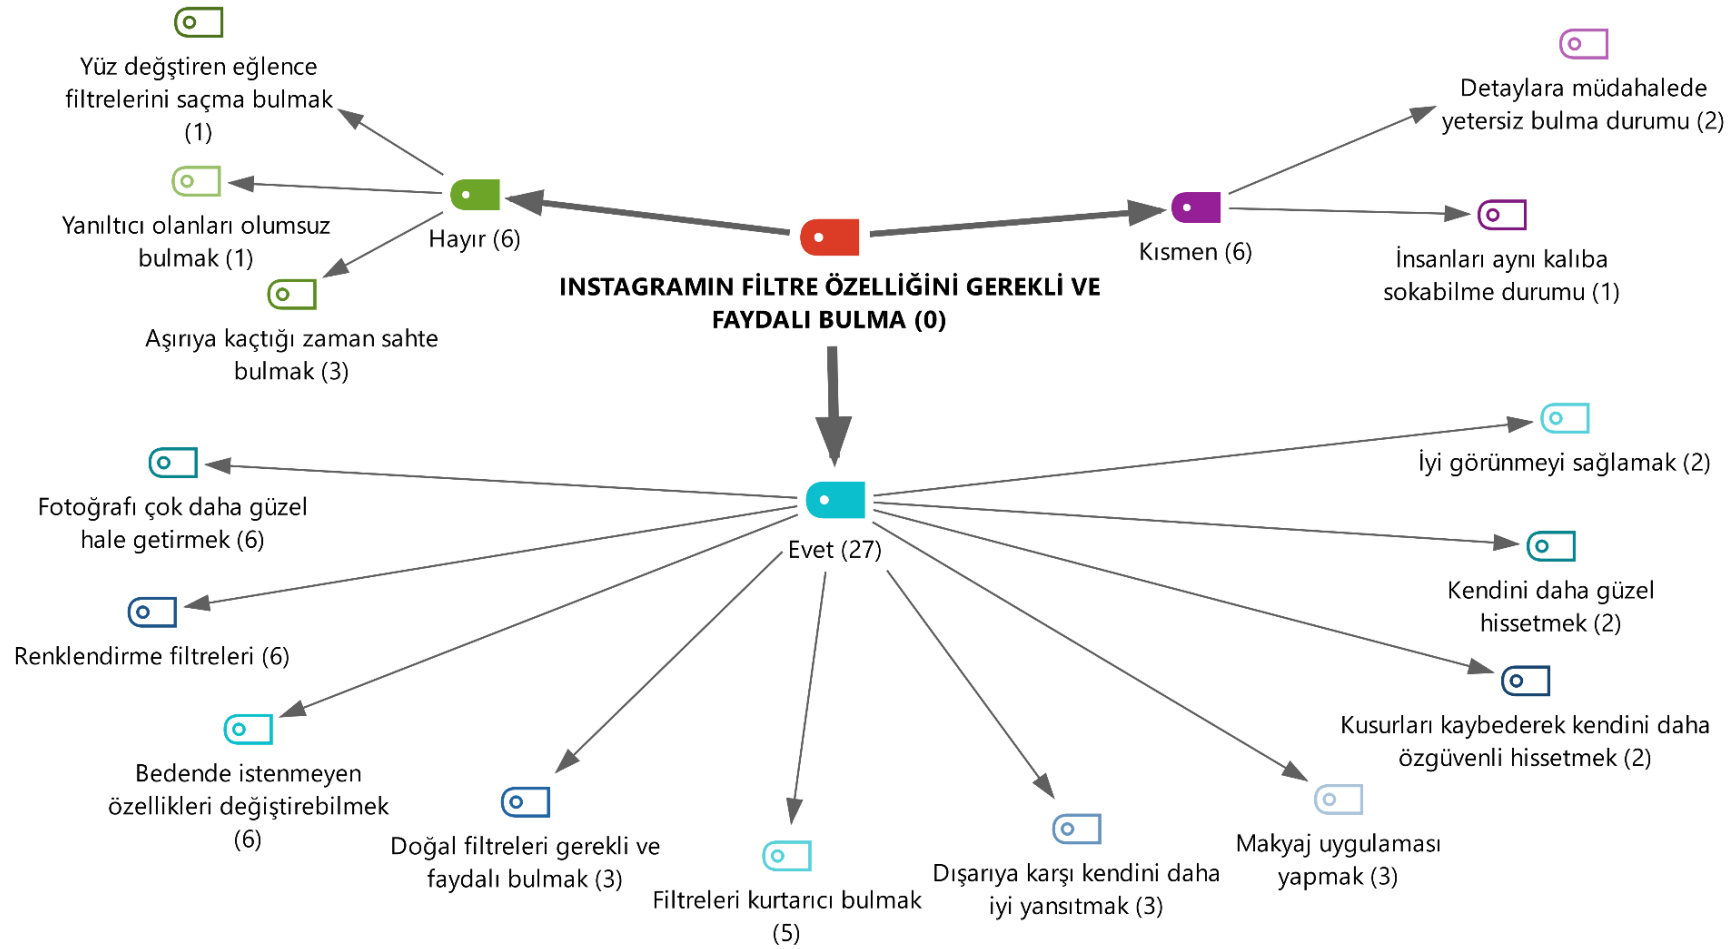 Yüz değştiren eğlence
filtrelerini saçma bulmak
(1)
Yanıltıcı olanları olumsuz
bulmak (1)
Aşırıya kaçtığı zaman sahte
bulmak (3)
Hayır (6)
INSTAGRAMIN FİLTRE ÖZELLİĞİNİ GEREKLİ VE
FAYDALI BULMA (0)
Kısmen (6)
Detaylara müdahalede
yetersiz bulma durumu (2)
İnsanları aynı kalıba
sokabilme durumu (1)
Evet (27)
Fotoğrafı çok daha güzel
hale getirmek (6)
Renklendirme filtreleri (6)
Bedende istenmeyen
özellikleri değiştirebilmek
(6)
Doğal filtreleri gerekli ve
faydalı bulmak (3)
Filtreleri kurtarıcı bulmak
(5)
Dışarıya karşı kendini daha
iyi yansıtmak (3)
Makyaj uygulaması
yapmak (3)
Kusurları kaybederek kendini daha
özgüvenli hissetmek (2)
Kendini daha güzel
hissetmek (2)
İyi görünmeyi sağlamak (2)